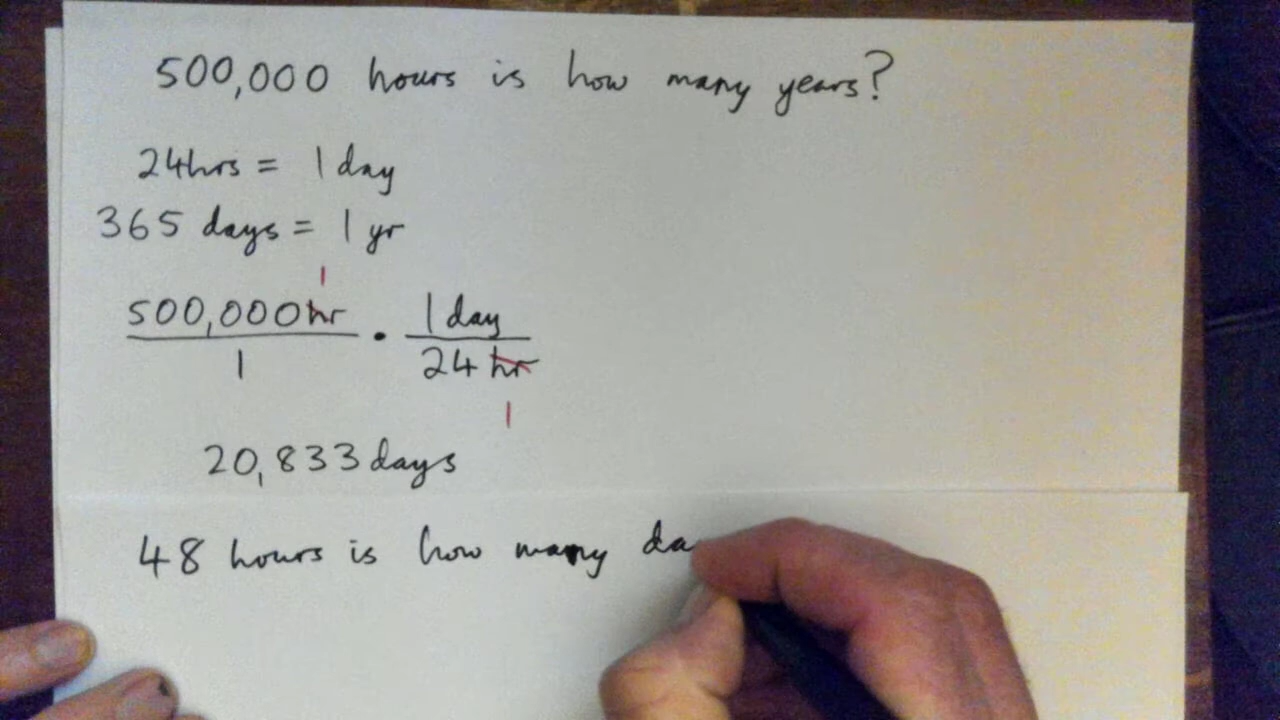 500,000 hours is how many years?
24hrs = 1 day
365 days = 1 yr
1
500,000hr · 1 day
1 24 hr
1
20,833 days
48 hours is how many da